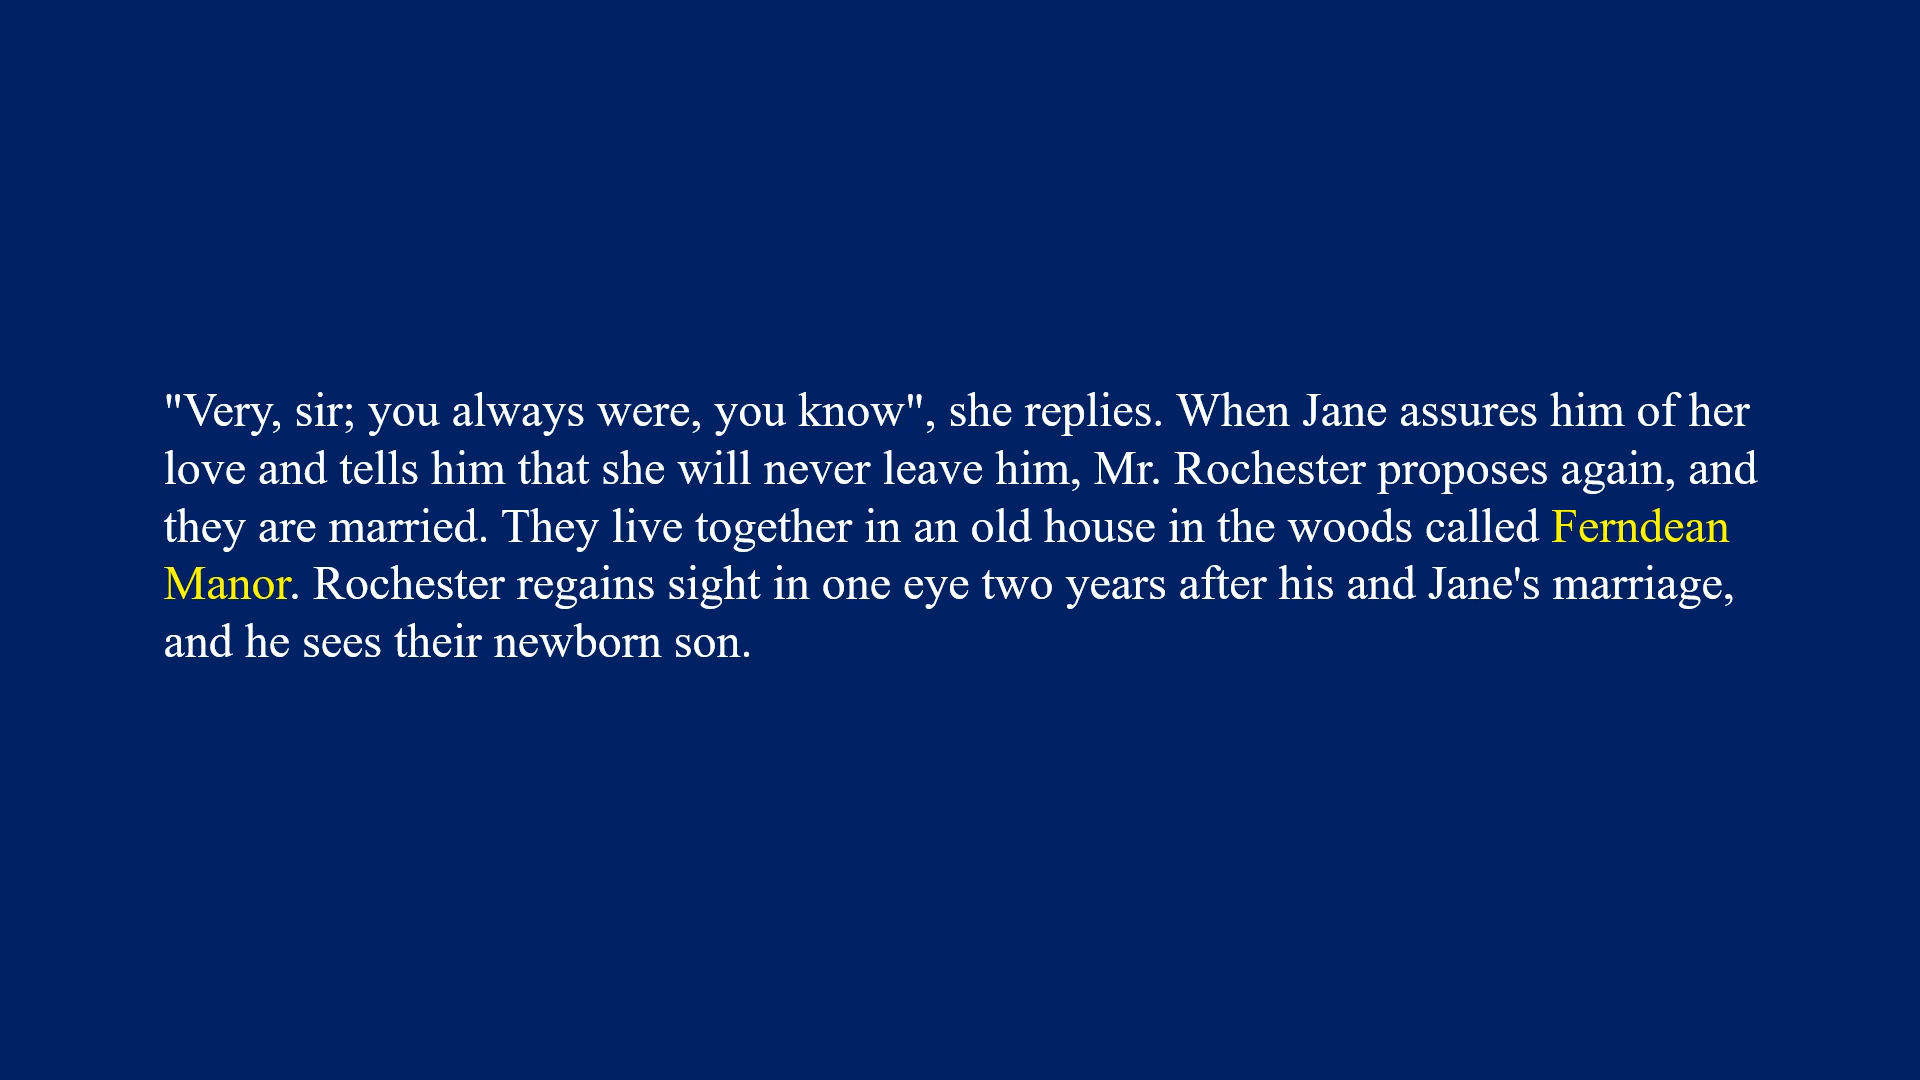 "Very, sir; you always were, you know", she replies. When Jane assures him of her
love and tells him that she will never leave him, Mr. Rochester proposes again, and
they are married. They live together in an old house in the woods called Ferndean
Manor. Rochester regains sight in one eye two years after his and Jane's marriage,
and he sees their newborn son.